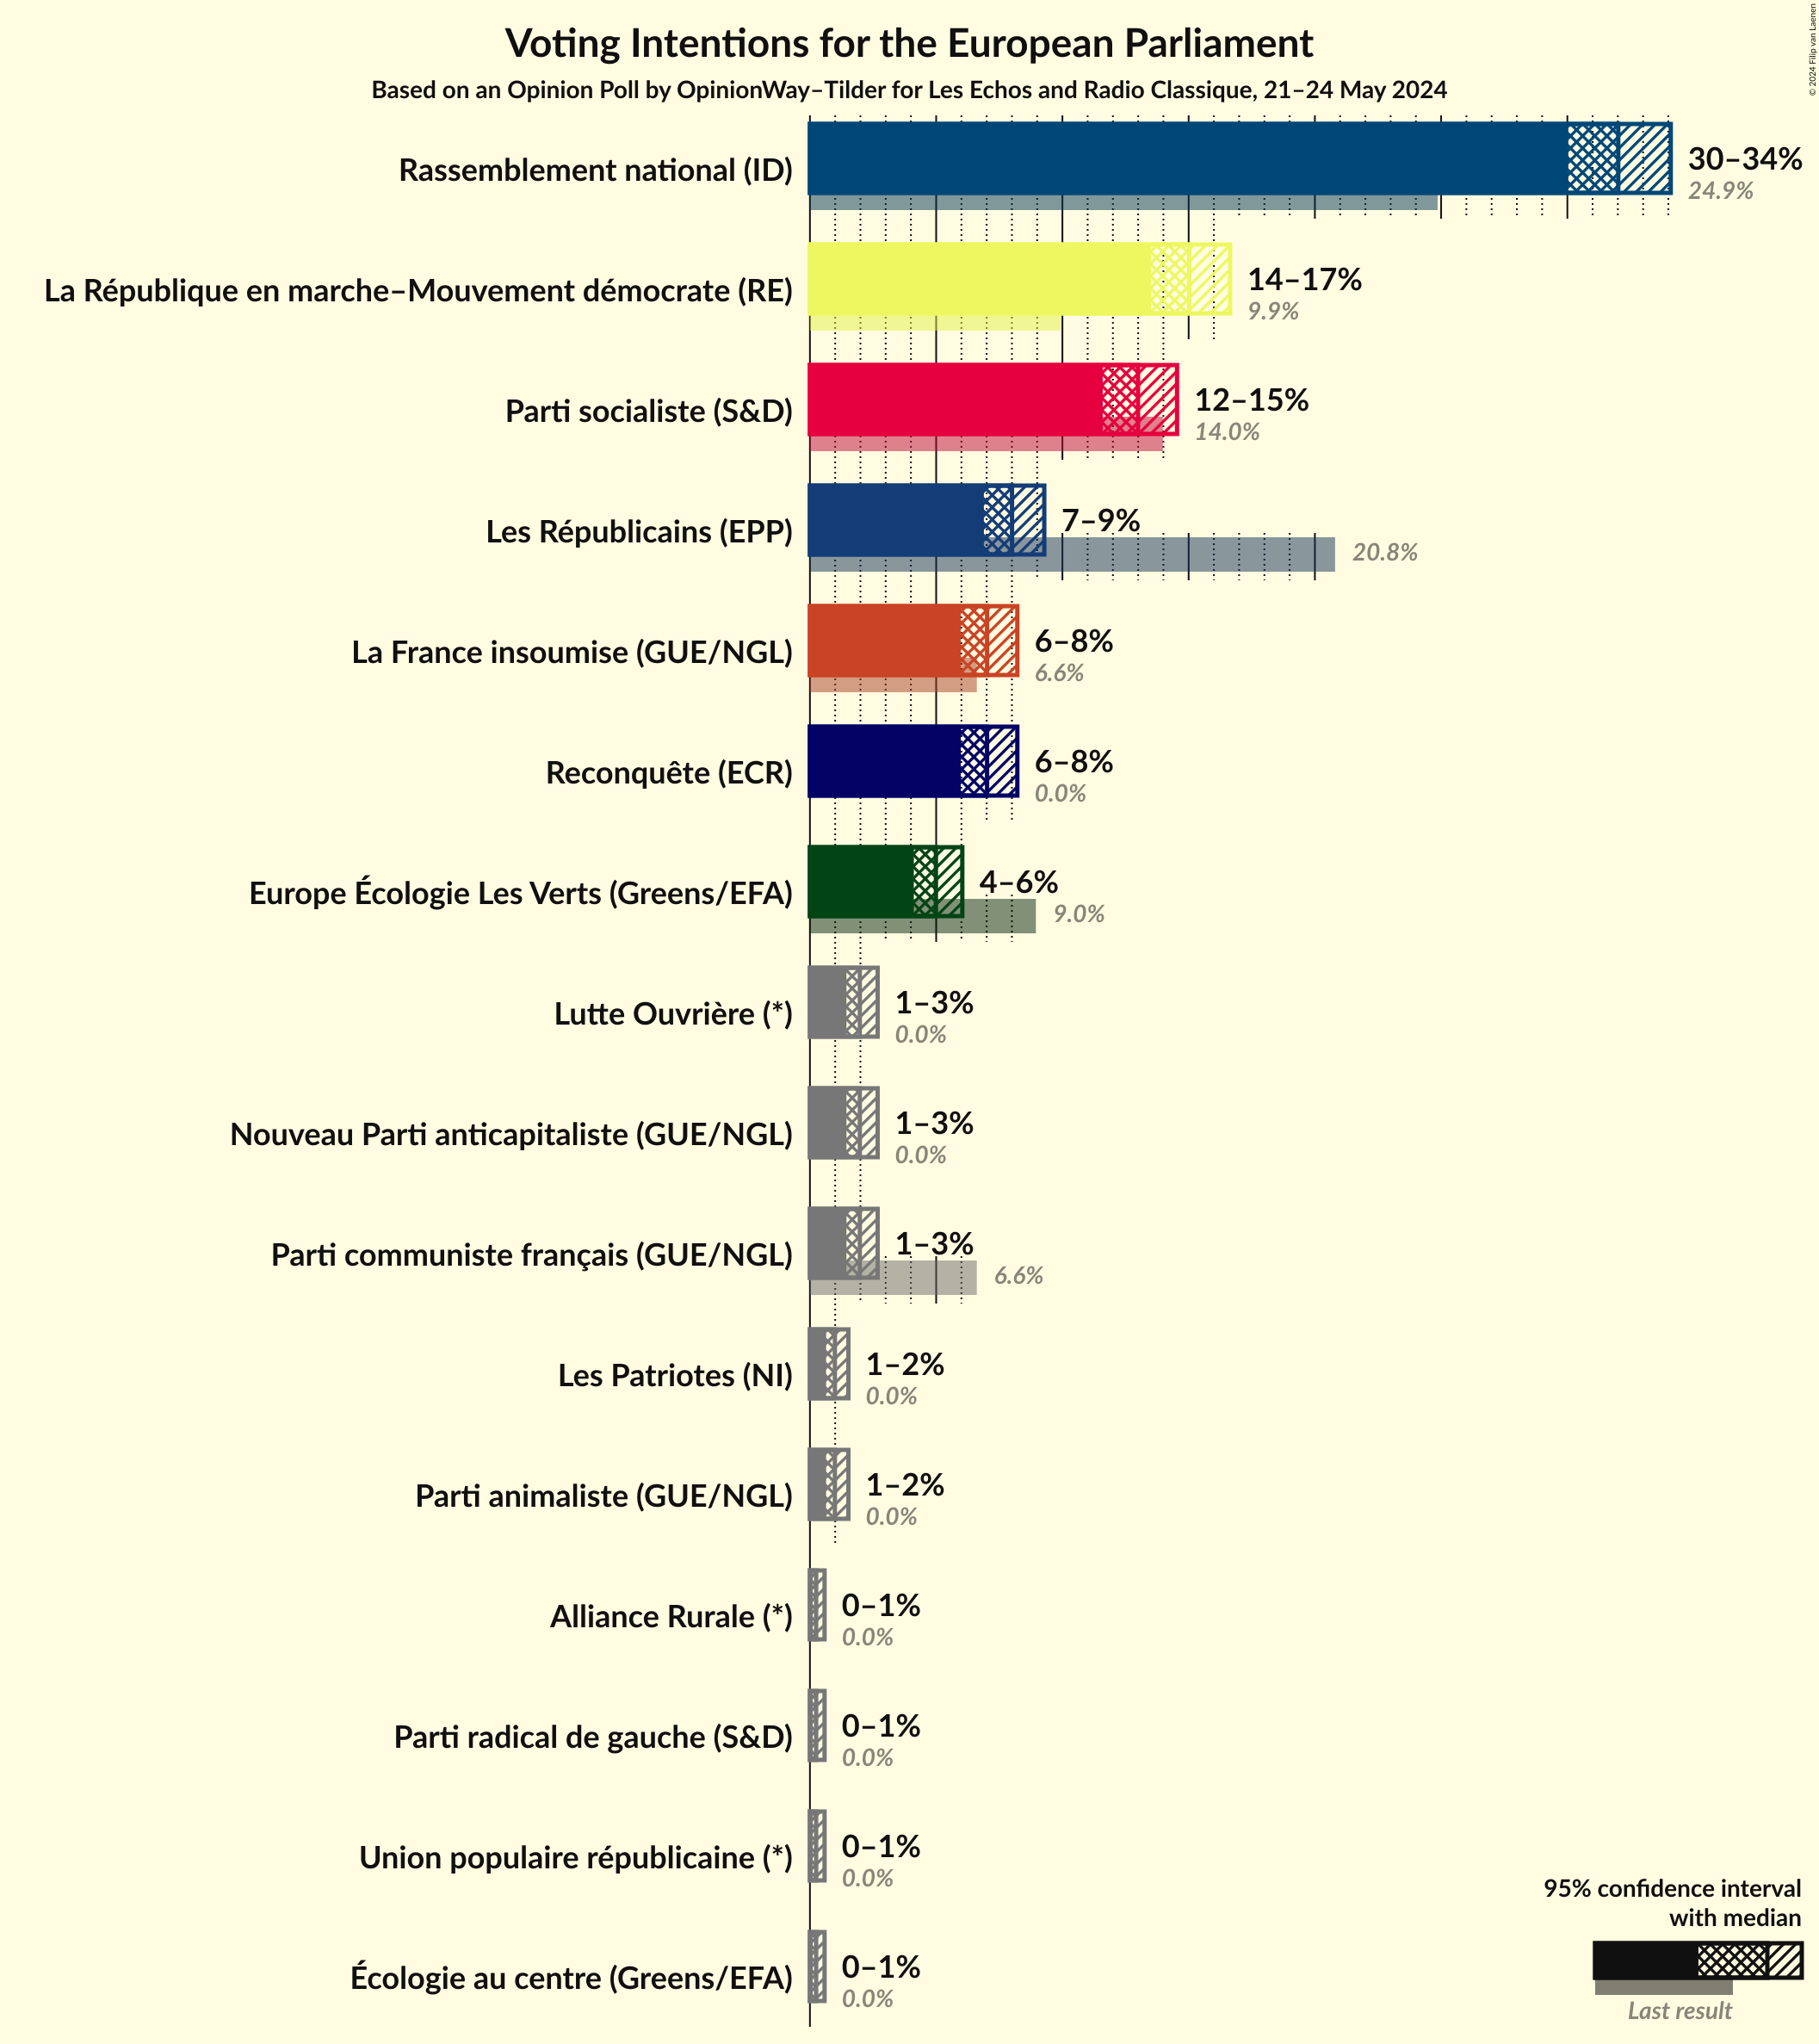 Voting Intentions for the European Parliament
Based on an Opinion Poll by OpinionWay–Tilder for Les Echos and Radio Classique, 21–24 May 2024
© 2024 Filip van Laenen
Rassemblement national (ID)
30–34%
24.9%
La République en marche–Mouvement démocrate (RE)
14–17%
9.9%
Parti socialiste (S&D)
12–15%
14.0%
Les Républicains (EPP)
7–9%
20.8%
La France insoumise (GUE/NGL)
6–8%
6.6%
Reconquête (ECR)
6–8%
0.0%
Europe Écologie Les Verts (Greens/EFA)
4–6%
9.0%
Lutte Ouvrière (*)
1–3%
0.0%
Nouveau Parti anticapitaliste (GUE/NGL)
1–3%
0.0%
Parti communiste français (GUE/NGL)
1–3%
6.6%
Les Patriotes (NI)
1–2%
0.0%
Parti animaliste (GUE/NGL)
1–2%
0.0%
Alliance Rurale (*)
0–1%
0.0%
Parti radical de gauche (S&D)
0–1%
0.0%
Union populaire républicaine (*)
0–1%
0.0%
Écologie au centre (Greens/EFA)
0–1%
0.0%
95% confidence interval
with median
Last result